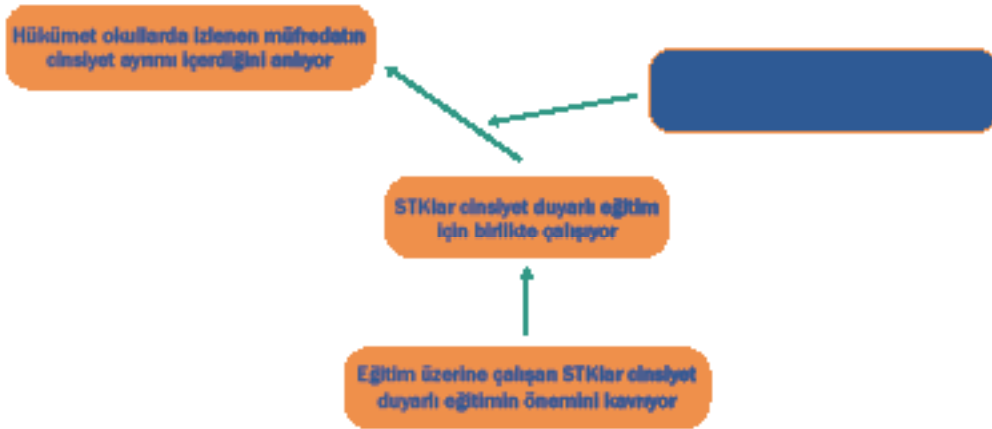 Hükümet okullarda izlenen müfredatın
cinsiyet ayrımı içerdiğini anlıyor
STKlar cinsiyet duyarlı eğitim
için birlikte çalışıyor
Eğitim üzerine çalışan STKlar cinsiyet
duyarlı eğitimin önemini kavrıyor